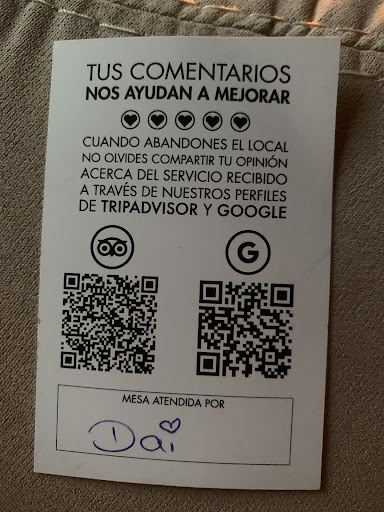 TUS COMENTARIOS
NOS AYUDAN A MEJORAR
CUANDO ABANDONES EL LOCAL
NO OLVIDES COMPARTIR TU OPINIÓN
ACERCA DEL SERVICIO RECIBIDO
A TRAVÉS DE NUESTROS PERFILES
DE TRIPADVISOR Y GOOGLE
G
MESA ATENDIDA POR
Dai